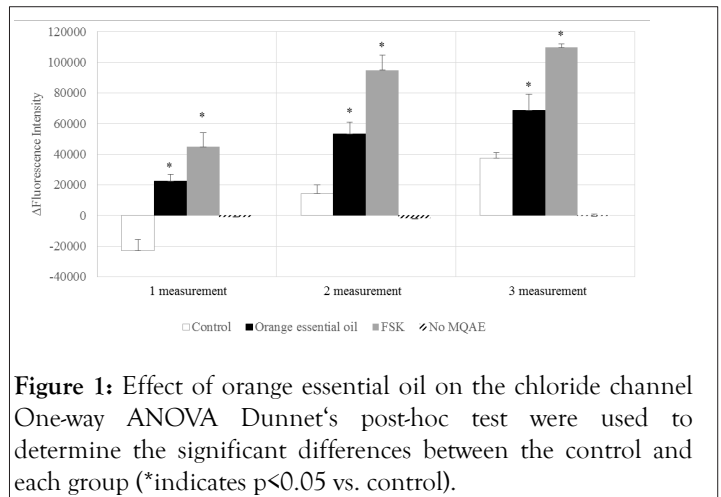 120000
100000
80000
60000
40000
20000
0
-20000
-40000
ΔFluorescence Intensity
* * * * * *
1 measurement 2 measurement 3 measurement
Control Orange essential oil FSK No MQAE
Figure 1: Effect of orange essential oil on the chloride channel
One-way ANOVA Dunnet‘s post-hoc test were used to
determine the significant differences between the control and
each group (*indicates p<0.05 vs. control).